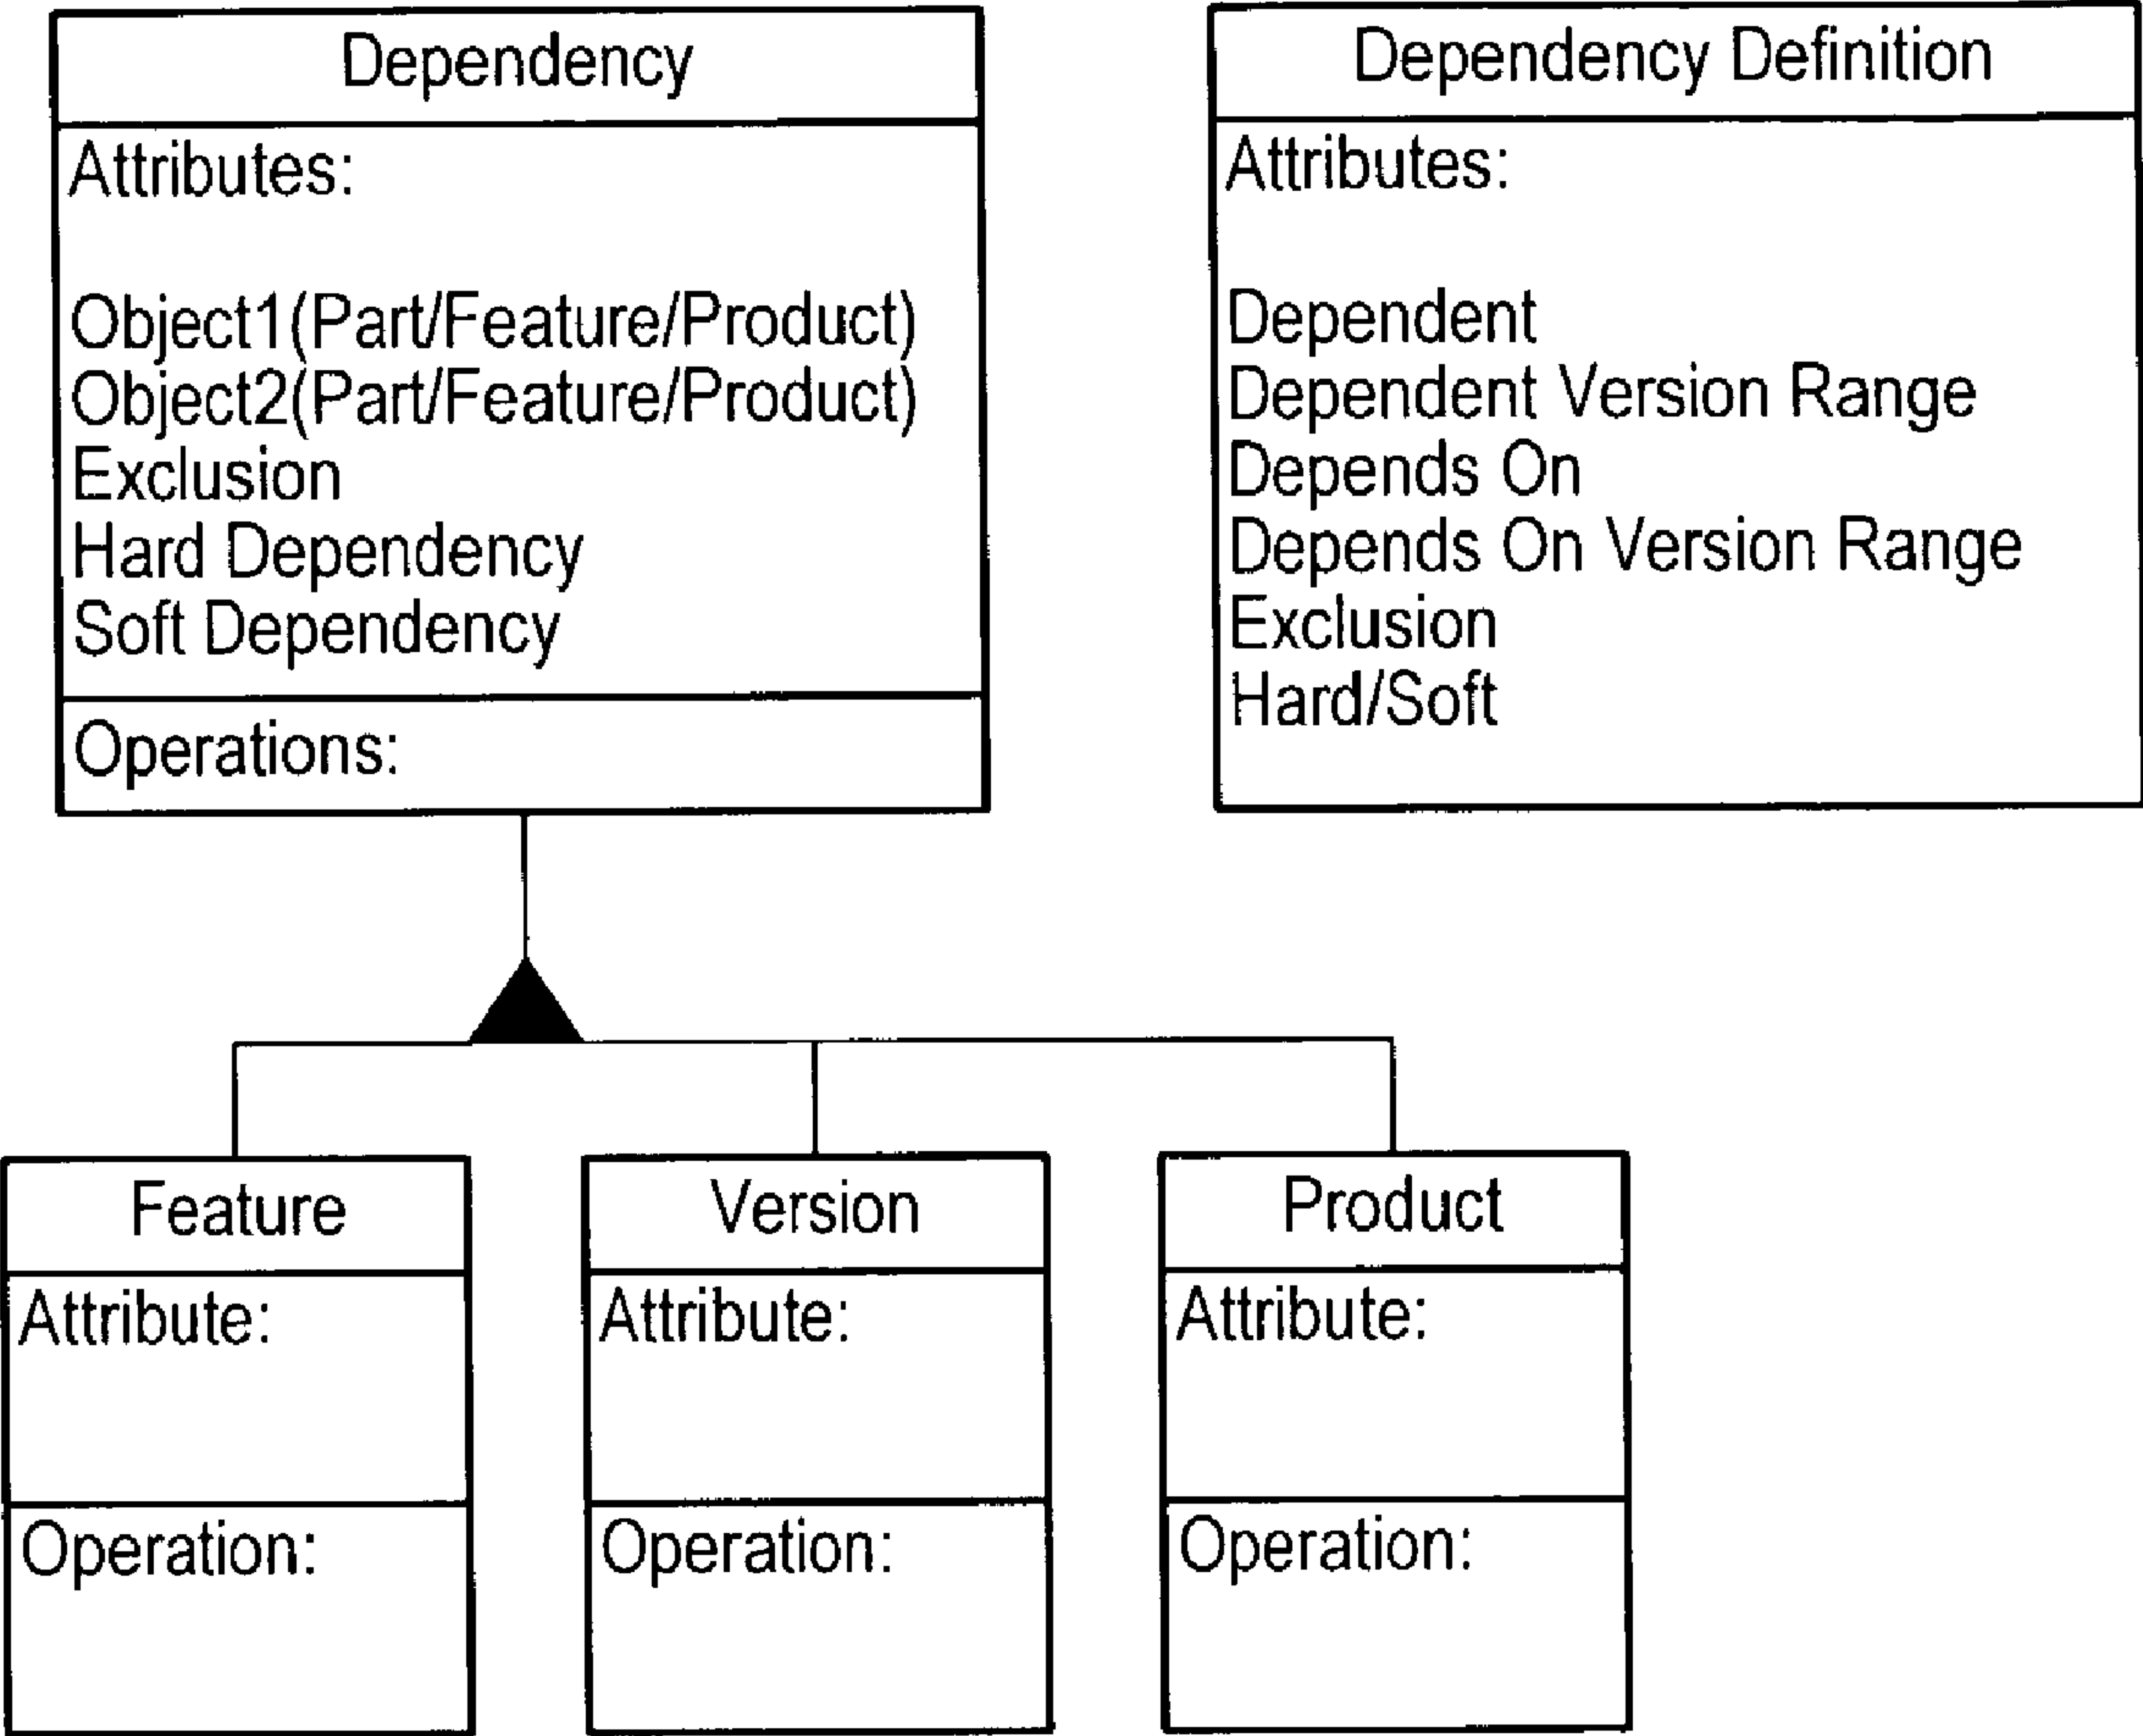 Dependency
Attributes:
Object1(Part/Feature/Product)
Object2(Part/Feature/Product)
Exclusion
Hard Dependency
Soft Dependency
Operations:
Dependency Definition
Attributes:
Dependent
Dependent Version Range
Depends On
Depends On Version Range
Exclusion
Hard/Soft
Feature
Attribute:
Operation:
Version
Attribute:
Operation:
Product
Attribute:
Operation: